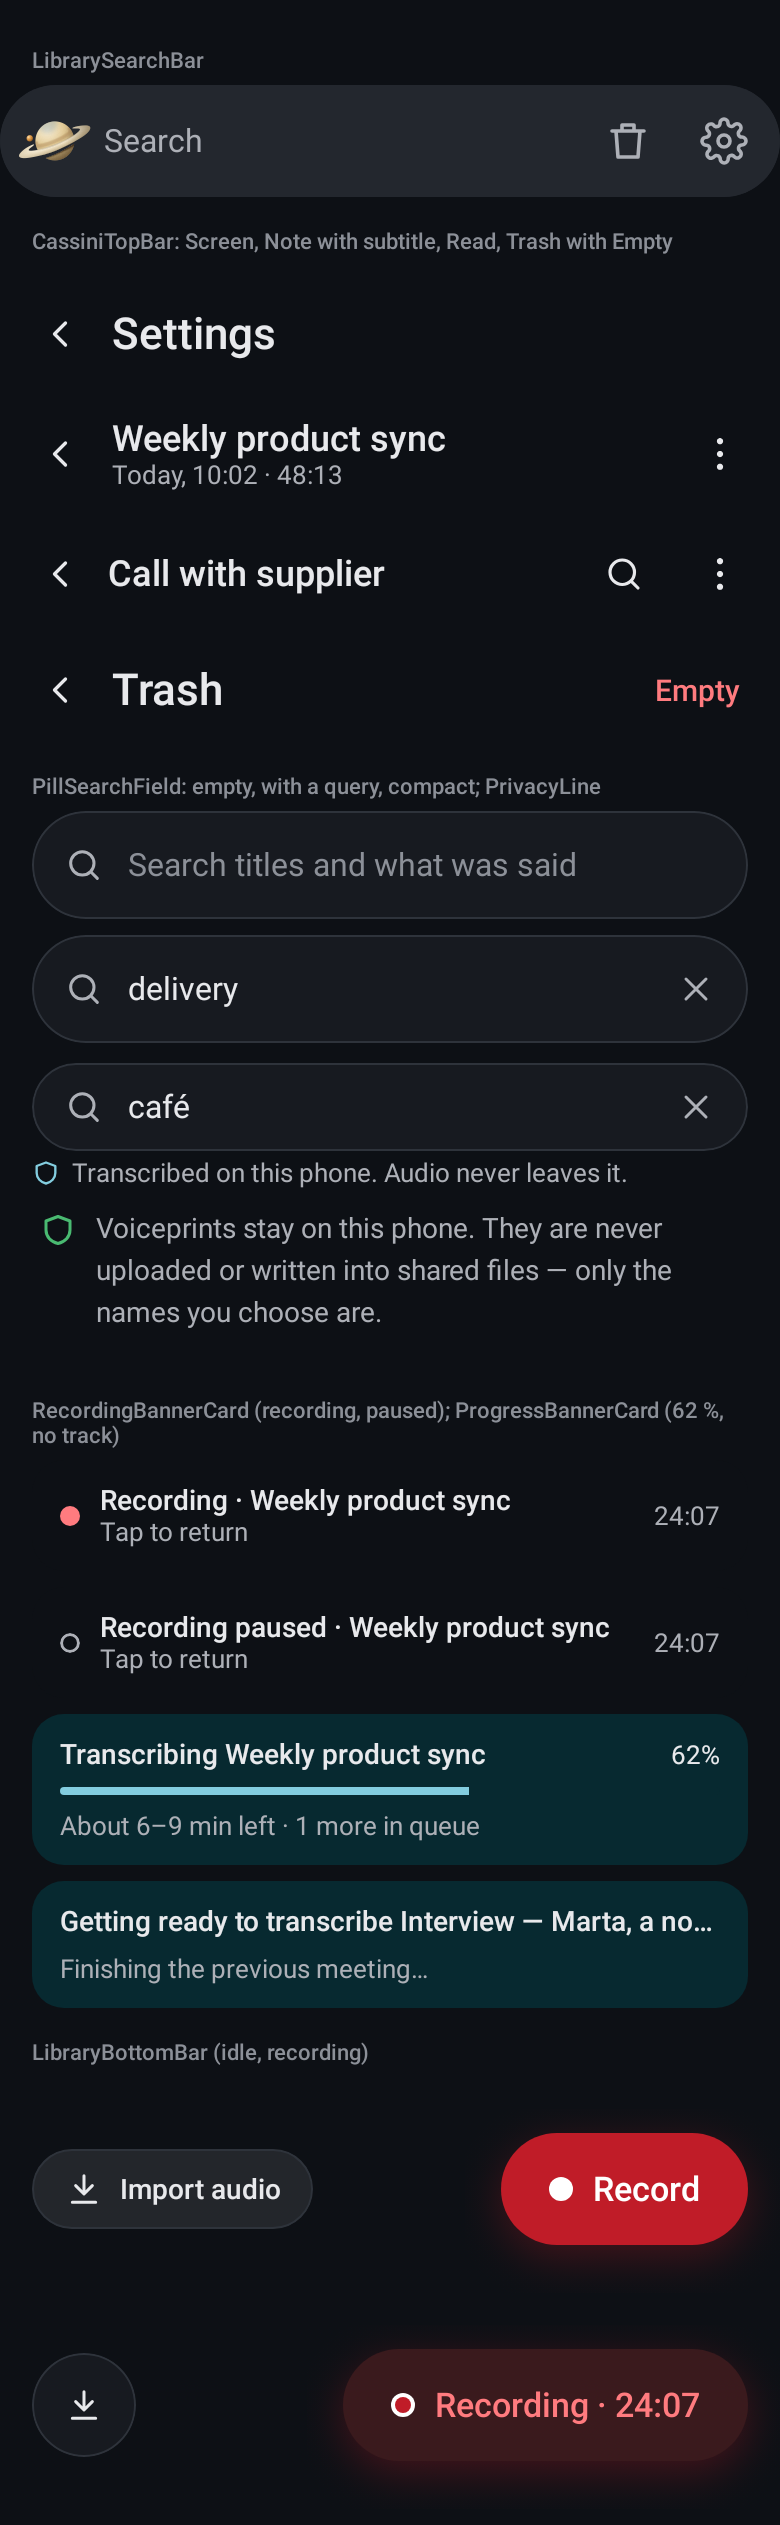 LibrarySearchBar
Search
CassiniTopBar: Screen, Note with subtitle, Read, Trash with Empty
Settings
Weekly product sync
Today, 10:02 · 48:13
Call with supplier
Trash
Empty
PillSearchField: empty, with a query, compact; PrivacyLine
Search titles and what was said
delivery
café
Transcribed on this phone. Audio never leaves it.
Voiceprints stay on this phone. They are never
uploaded or written into shared files — only the
names you choose are.
RecordingBannerCard (recording, paused); ProgressBannerCard (62 %,
no track)
Recording · Weekly product sync
Tap to return
24:07
Recording paused · Weekly product sync
Tap to return
24:07
Transcribing Weekly product sync
62%
About 6–9 min left · 1 more in queue
Getting ready to transcribe Interview — Marta, a no…
Finishing the previous meeting…
LibraryBottomBar (idle, recording)
Import audio
Record
Recording · 24:07